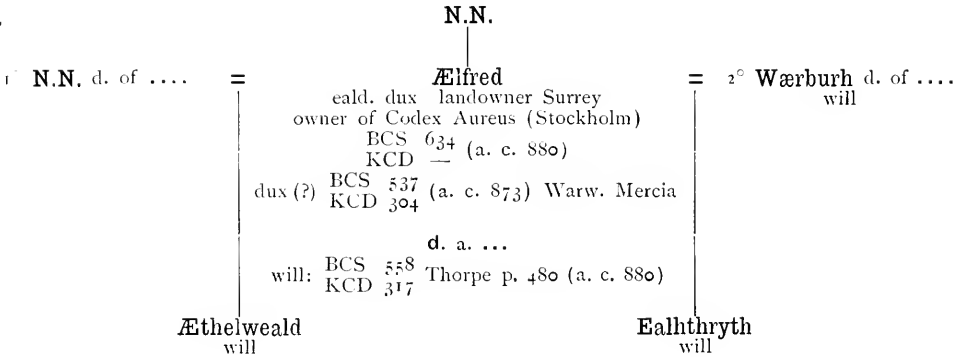 N.N.
1° N.N. d. of .... = Ælfred = 2° Wærburh d. of ....
will
eald. dux landowner Surrey
owner of Codex Aureus (Stockholm)
BCS 634
KCD — (a. c. 880)
dux (?) BCS 537
KCD 304 (a. c. 873) Warw. Mercia
d. a. ...
will: BCS 558
KCD 317 Thorpe p. 480 (a. c. 880)
Æthelweald Ealhthryth
will will